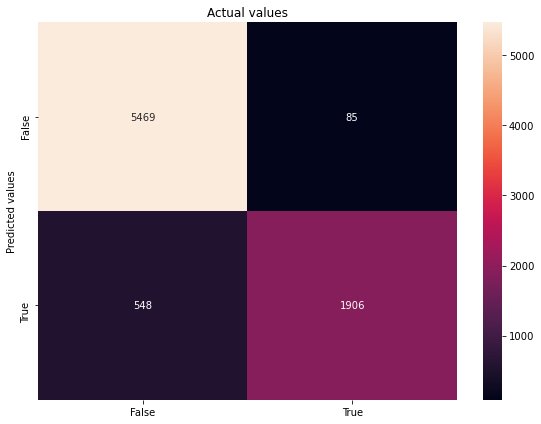 Actual values
Predicted values
False
5469
85
True
548
1906
False
True
5000
4000
3000
2000
1000